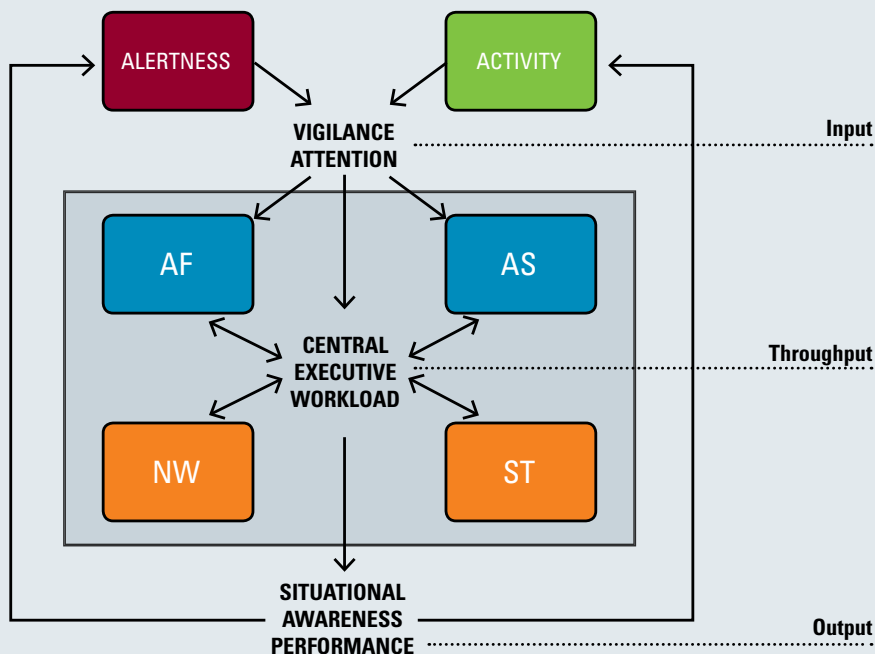 ALERTNESS
ACTIVITY
VIGILANCE
ATTENTION
Input
AF
AS
CENTRAL
EXECUTIVE
WORKLOAD
Throughput
NW
ST
SITUATIONAL
AWARENESS
PERFORMANCE
Output